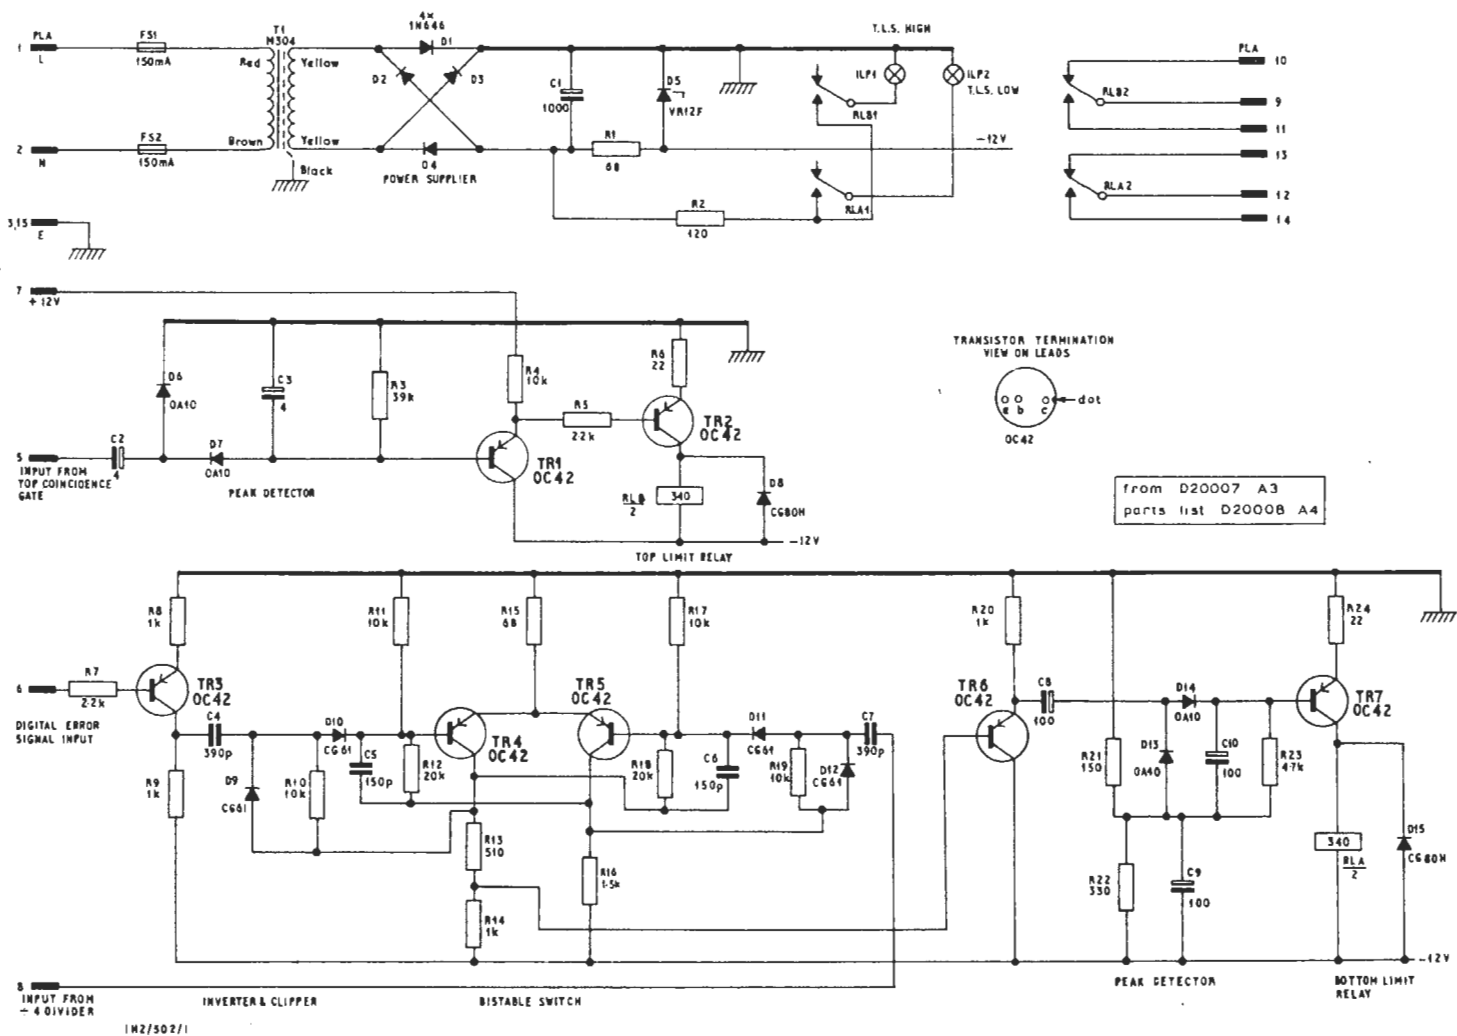 1
PLA
L
FS1
150mA
T1
M304
Red
Yellow
4×
1N646
D1
D2
D3
C1
1000
D5
VR12F
T.L.S. HIGH
ILP1
ILP2
T.L.S. LOW
RLB1
PLA
10
RLB2
9
11
2
N
FS2
150mA
Brown
Yellow
Black
D4
POWER SUPPLIER
R1
68
-12V
13
RLA2
12
14
RLA1
R2
120
3,15
E
7
+12V
D6
OA10
C3
4
R3
39k
R4
10k
R5
22k
R6
22
TR2
OC42
TRANSISTOR TERMINATION
VIEW ON LEADS
e b c
dot
OC42
5
INPUT FROM
TOP COINCIDENCE
GATE
C2
4
D7
OA10
PEAK DETECTOR
TR1
OC42
RLB
2
340
D8
CG80H
-12V
TOP LIMIT RELAY
from D20007 A3
parts list D20008 A4
R8
1k
R11
10k
R15
68
R17
10k
R20
1k
R24
22
6
DIGITAL ERROR
SIGNAL INPUT
R7
2·2k
TR3
OC42
C4
390p
D10
CG61
C5
150p
R12
20k
TR4
OC42
TR5
OC42
R18
20k
C6
150p
D11
CG61
R19
10k
D12
CG61
C7
390p
TR6
OC42
C8
100
D14
OA10
TR7
OC42
R9
1k
D9
CG61
R10
10k
R13
510
R14
1k
R16
1·5k
R21
150
D13
OA10
C10
100
R23
47k
R22
330
C9
100
340
RLA
2
D15
CG80H
-12V
8
INPUT FROM
÷ 4 DIVIDER
INVERTER & CLIPPER
BISTABLE SWITCH
PEAK DETECTOR
BOTTOM LIMIT
RELAY
IN2/502/1